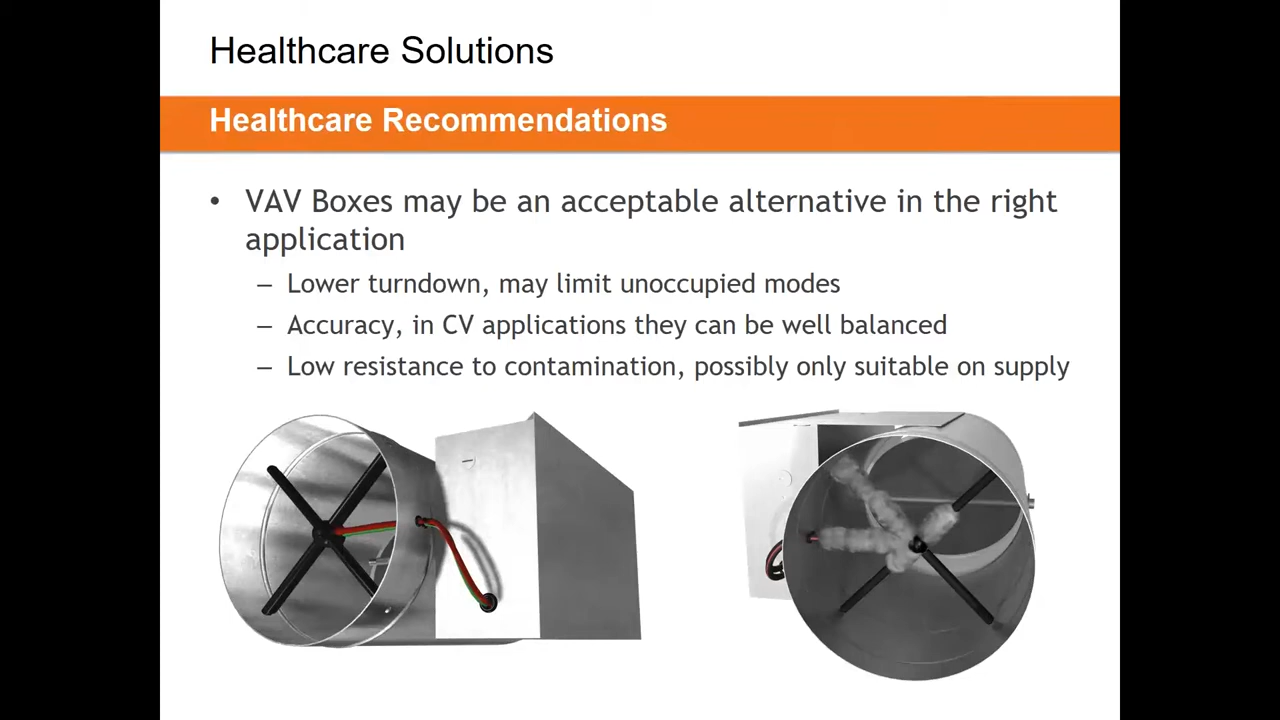 Healthcare Solutions
Healthcare Recommendations
• VAV Boxes may be an acceptable alternative in the right
application
– Lower turndown, may limit unoccupied modes
– Accuracy, in CV applications they can be well balanced
– Low resistance to contamination, possibly only suitable on supply